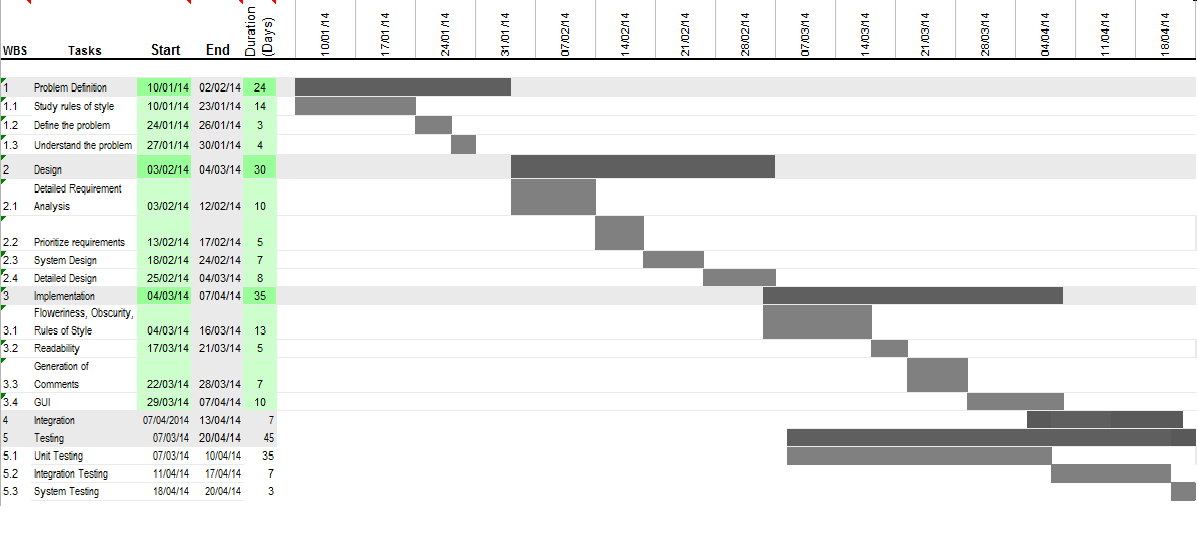 WBS Tasks Start End Duration (Days) 10/01/14 17/01/14 24/01/14 31/01/14 07/02/14 14/02/14 21/02/14 28/02/14 07/03/14 14/03/14 21/03/14 28/03/14 04/04/14 11/04/14 18/04/14
1 Problem Definition 10/01/14 02/02/14 24
1.1 Study rules of style 10/01/14 23/01/14 14
1.2 Define the problem 24/01/14 26/01/14 3
1.3 Understand the problem 27/01/14 30/01/14 4
2 Design 03/02/14 04/03/14 30
Detailed Requirement
2.1 Analysis 03/02/14 12/02/14 10
2.2 Prioritize requirements 13/02/14 17/02/14 5
2.3 System Design 18/02/14 24/02/14 7
2.4 Detailed Design 25/02/14 04/03/14 8
3 Implementation 04/03/14 07/04/14 35
Floweriness, Obscurity,
3.1 Rules of Style 04/03/14 16/03/14 13
3.2 Readability 17/03/14 21/03/14 5
Generation of
3.3 Comments 22/03/14 28/03/14 7
3.4 GUI 29/03/14 07/04/14 10
4 Integration 07/04/2014 13/04/14 7
5 Testing 07/03/14 20/04/14 45
5.1 Unit Testing 07/03/14 10/04/14 35
5.2 Integration Testing 11/04/14 17/04/14 7
5.3 System Testing 18/04/14 20/04/14 3